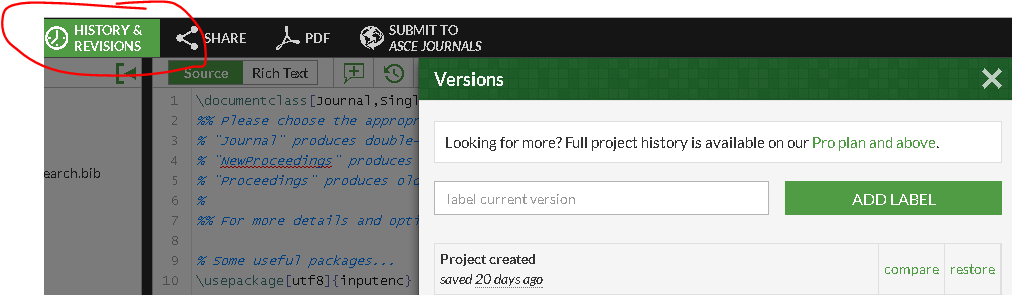 HISTORY &
REVISIONS
SHARE
PDF
SUBMIT TO
ASCE JOURNALS
Source
Rich Text
Versions
Looking for more? Full project history is available on our Pro plan and above.
label current version
ADD LABEL
Project created
saved 20 days ago
compare
restore
earch.bib
1 \documentclass[Journal,Singl
2 %% Please choose the appropr
3 % "Journal" produces double-
4 % "NewProceedings" produces
5 % "Proceedings" produces old
6 %
7 %% For more details and opti
8
9 % Some useful packages...
10 \usepackage[utf8]{inputenc}